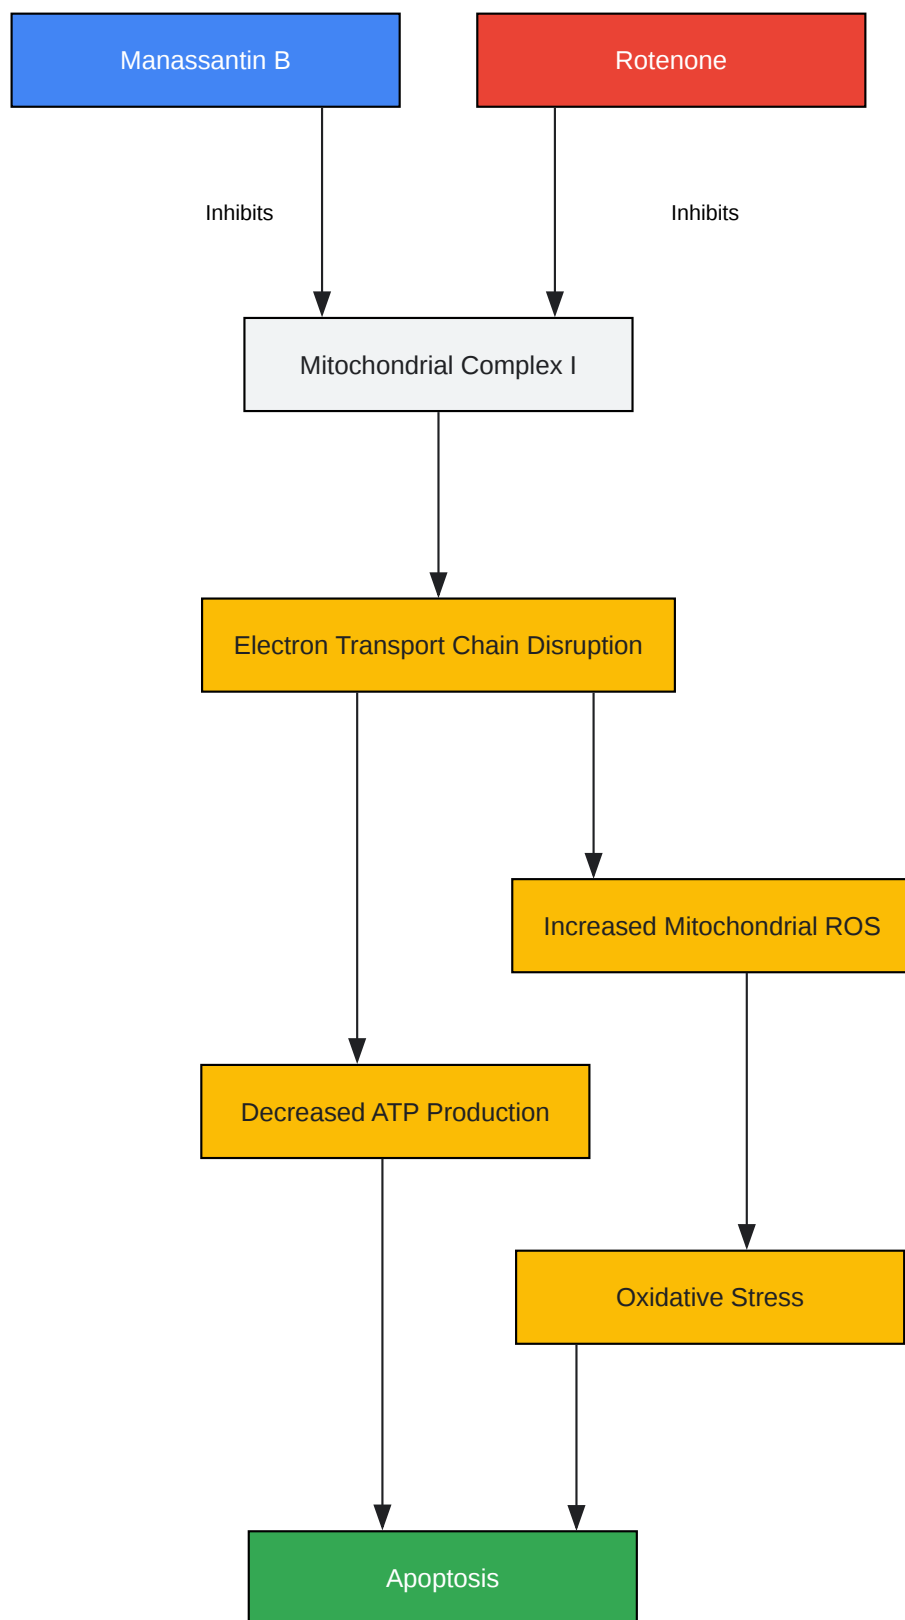 Manassantin B
Rotenone
Inhibits
Inhibits
Mitochondrial Complex I
Electron Transport Chain Disruption
Increased Mitochondrial ROS
Decreased ATP Production
Oxidative Stress
Apoptosis